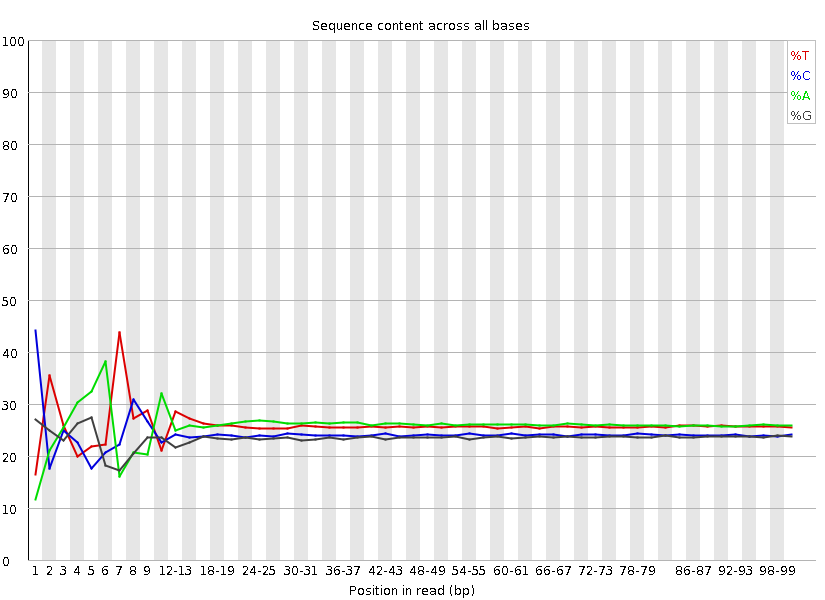 Sequence content across all bases
100
90
80
70
60
50
40
30
20
10
0
%T
%C
%A
%G
1 2 3 4 5 6 7 8 9 12-13 18-19 24-25 30-31 36-37 42-43 48-49 54-55 60-61 66-67 72-73 78-79 86-87 92-93 98-99
Position in read (bp)